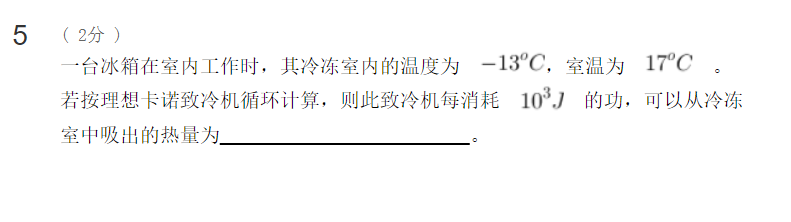 5 ( 2分 )
一台冰箱在室内工作时，其冷冻室内的温度为 −13°C，室温为 17°C 。
若按理想卡诺致冷机循环计算，则此致冷机每消耗 10³J 的功，可以从冷冻
室中吸出的热量为____________________。